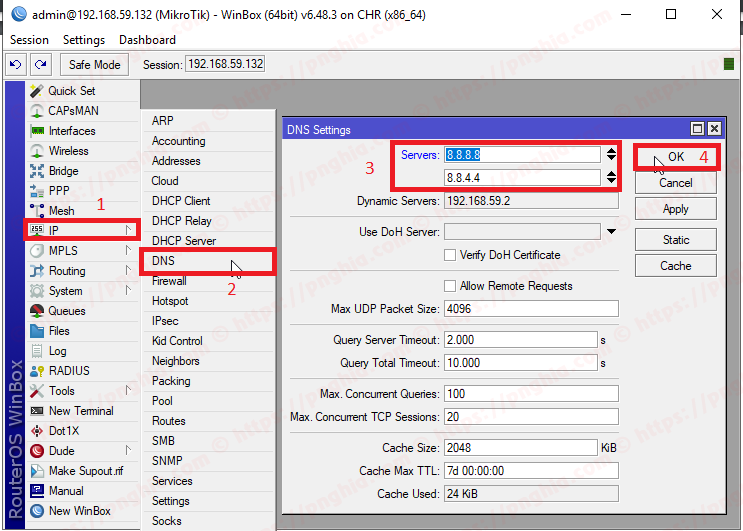 admin@192.168.59.132 (MikroTik) - WinBox (64bit) v6.48.3 on CHR (x86_64)
Session Settings Dashboard
Safe Mode Session: 192.168.59.132
Quick Set
CAPsMAN
Interfaces
Wireless
Bridge
PPP
Mesh
1
255 IP
MPLS
Routing
System
Queues
Files
Log
RADIUS
Tools
New Terminal
Dot1X
Dude
Make Supout.rif
Manual
New WinBox
RouterOS WinBox
ARP
Accounting
Addresses
Cloud
DHCP Client
DHCP Relay
DHCP Server
DNS
2
Firewall
Hotspot
IPsec
Kid Control
Neighbors
Packing
Pool
Routes
SMB
SNMP
Services
Settings
Socks
DNS Settings
3
Servers: 8.8.8.8
8.8.4.4
Dynamic Servers: 192.168.59.2
Use DoH Server:
Verify DoH Certificate
Allow Remote Requests
Max UDP Packet Size: 4096
Query Server Timeout: 2.000 s
Query Total Timeout: 10.000 s
Max. Concurrent Queries: 100
Max. Concurrent TCP Sessions: 20
Cache Size: 2048 KiB
Cache Max TTL: 7d 00:00:00
Cache Used: 24 KiB
OK 4
Cancel
Apply
Static
Cache
© https://pnghia.com